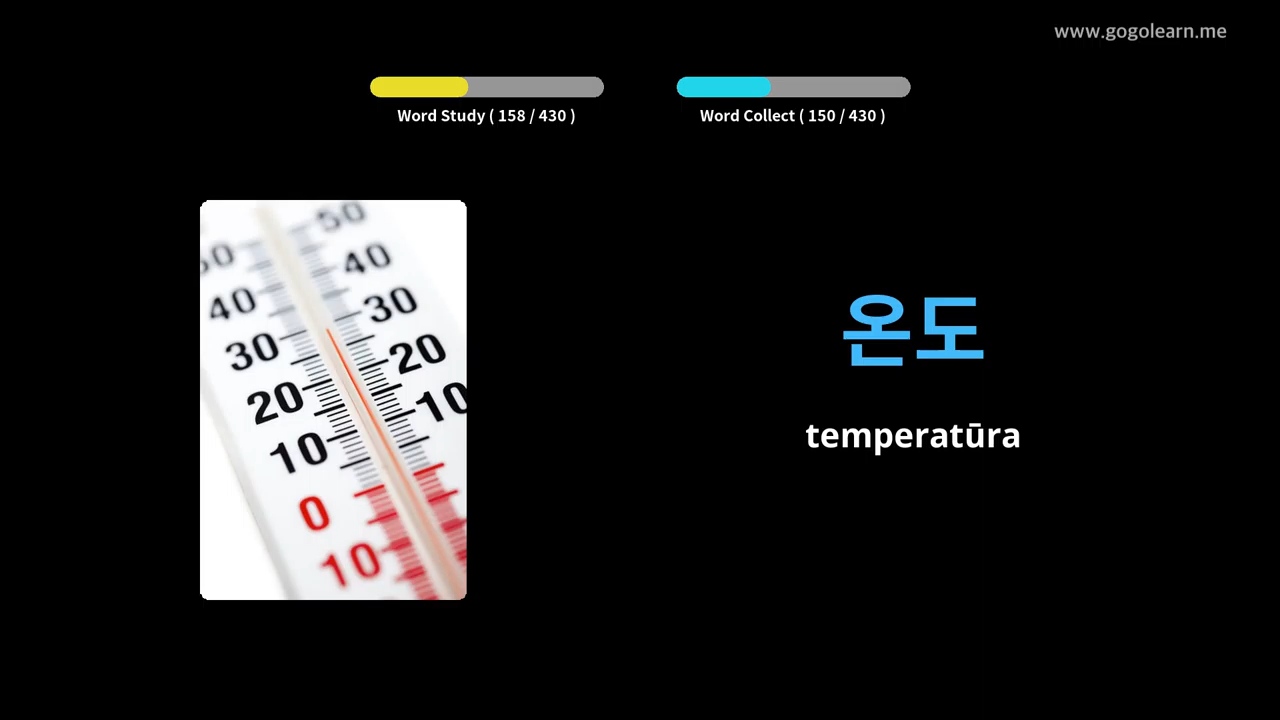 www.gogolearn.me
Word Study ( 158 / 430 )
Word Collect ( 150 / 430 )
50
50
40
40
30
30
20
20
10
10
0
10
온도
temperatūra